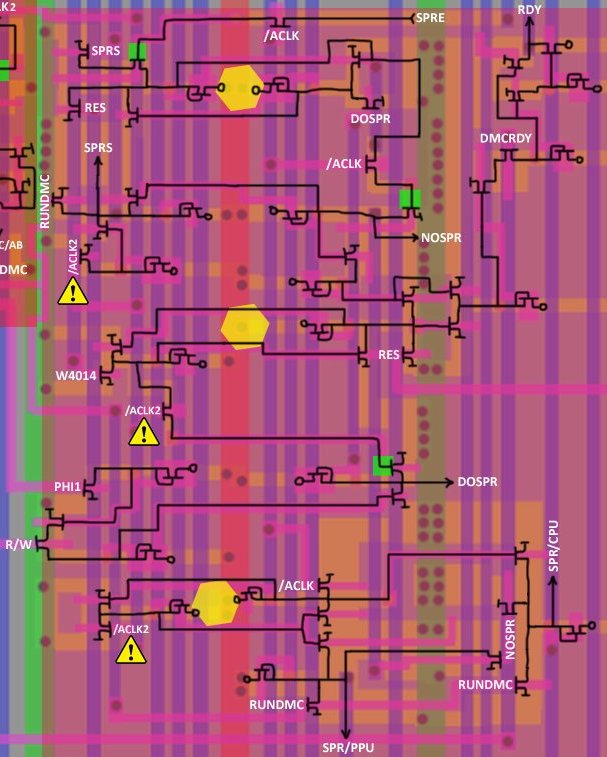 LK2
SPRE
RDY
/ACLK
SPRS
RES
DOSPR
DMCRDY
SPRS
/ACLK
RUNDMC
NOSPR
C/AB
DMC
/ACLK2
RES
W4014
/ACLK2
PHI1
DOSPR
R/W
SPR/CPU
/ACLK
/ACLK2
NOSPR
RUNDMC
RUNDMC
SPR/PPU